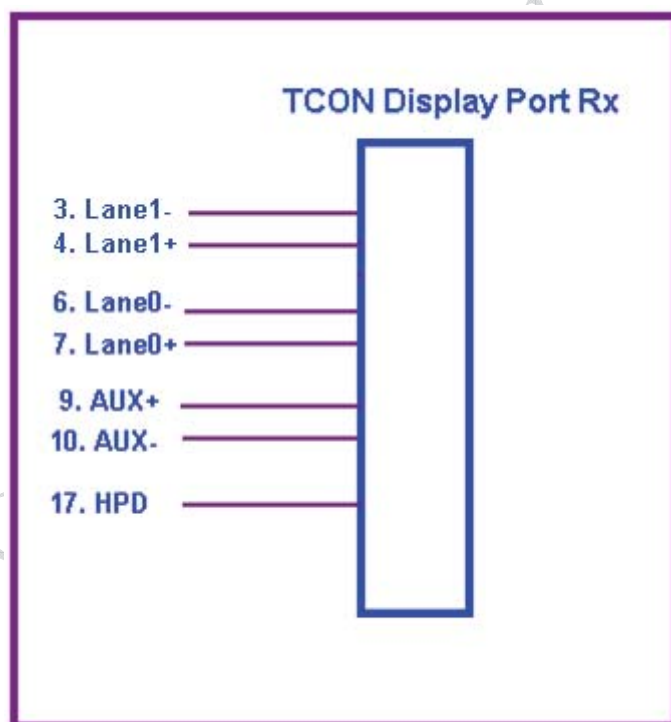 TCON Display Port Rx
3. Lane1-
4. Lane1+
6. Lane0-
7. Lane0+
9. AUX+
10. AUX-
17. HPD